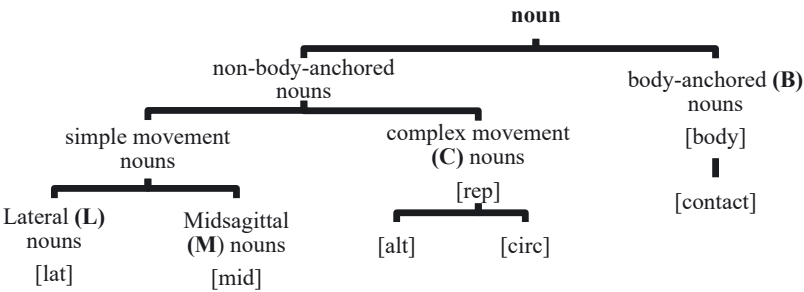 noun
non-body-anchored
nouns
body-anchored (B)
nouns
[body]
[contact]
simple movement
nouns
complex movement
(C) nouns
[rep]
[alt]
[circ]
Lateral (L)
nouns
[lat]
Midsagittal
(M) nouns
[mid]